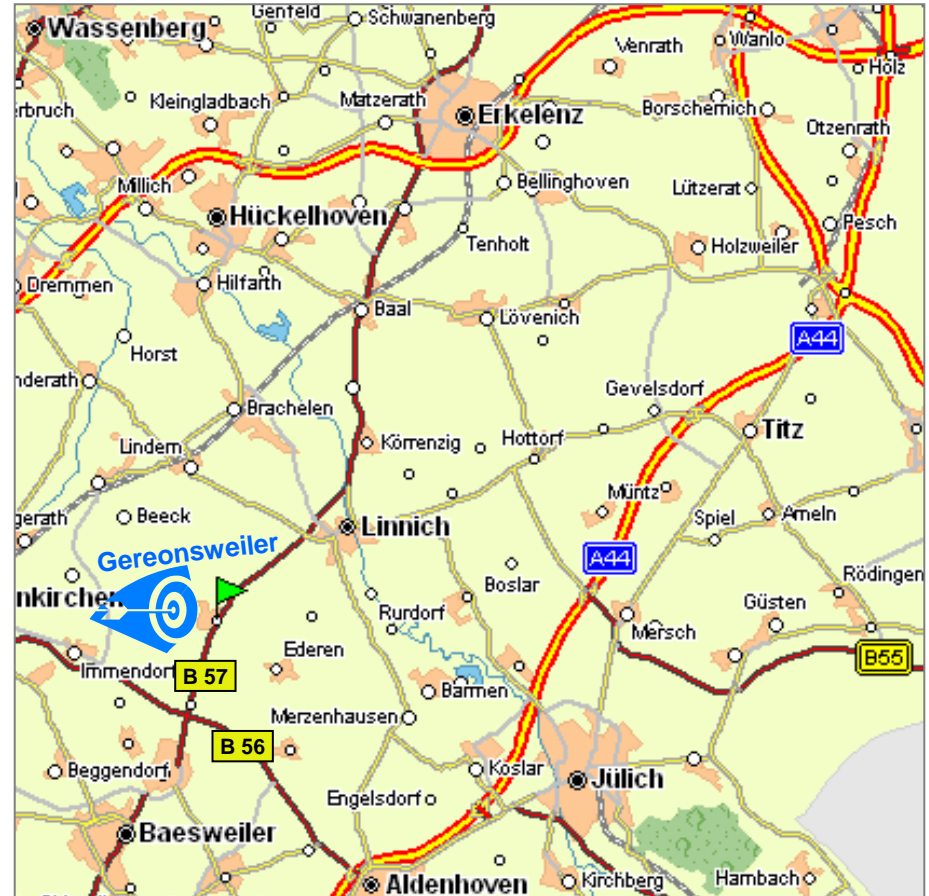 Genfeld
Schwanenberg
Wassenberg
Venrath
Wanlo
Holz
erbruch
Kleingladbach
Matzerath
Erkelenz
Borschemich
Otzenrath
Millich
Bellinghoven
Lützerat
Hückelhoven
Pesch
Tenholt
Holzweiler
Dremmen
Hilfarth
Baal
Lövenich
A44
Horst
nderath
Gevelsdorf
Brachelen
Titz
Lindern
Körrenzig
Hottorf
Müntz
gerath
Beeck
Linnich
Spiel
Ameln
Gereonsweiler
A44
nkirchen
Boslar
Rödingen
Rurdorf
Güsten
Mersch
Ederen
B55
Immendorf
B 57
Barmen
Merzenhausen
B 56
Beggendorf
Koslar
Jülich
Engelsdorf
Baesweiler
Aldenhoven
Kirchberg
Hambach